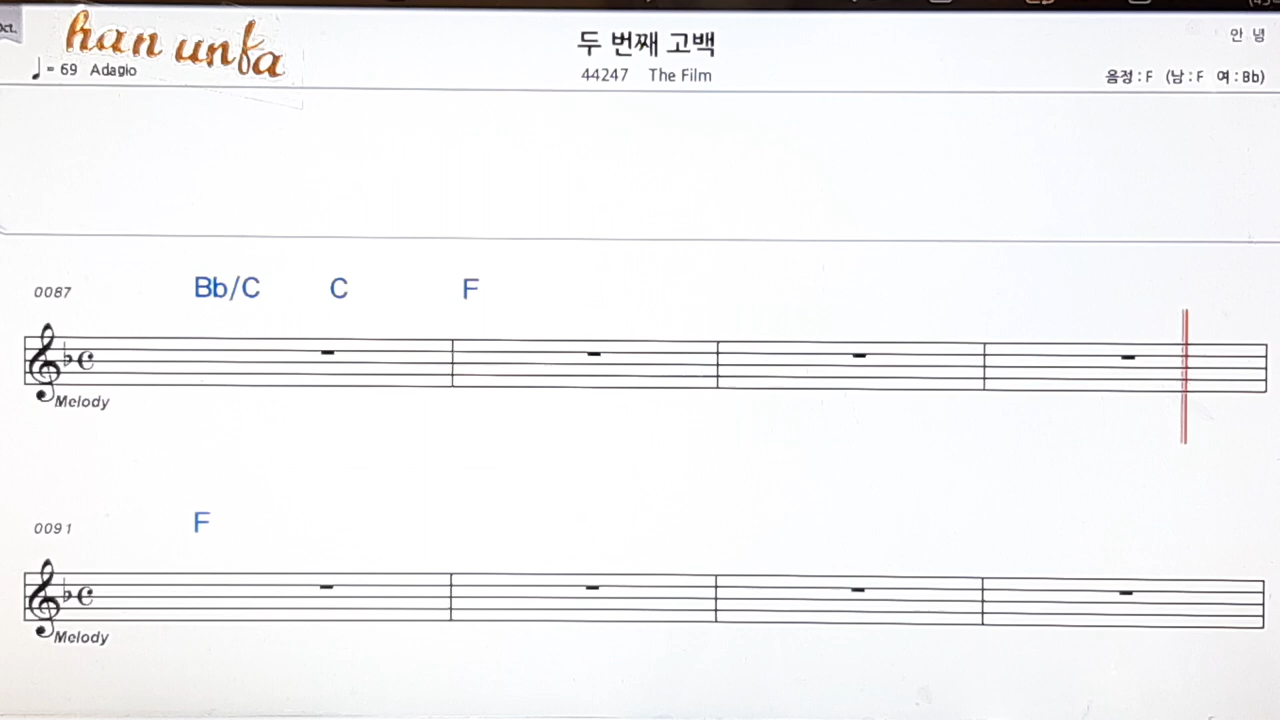 han unfa
두 번째 고백
안 녕
♩= 69 Adagio
44247 The Film
음정 : F (남 : F 여 : Bb)
0087 Bb/C C F
Melody
0091 F
Melody